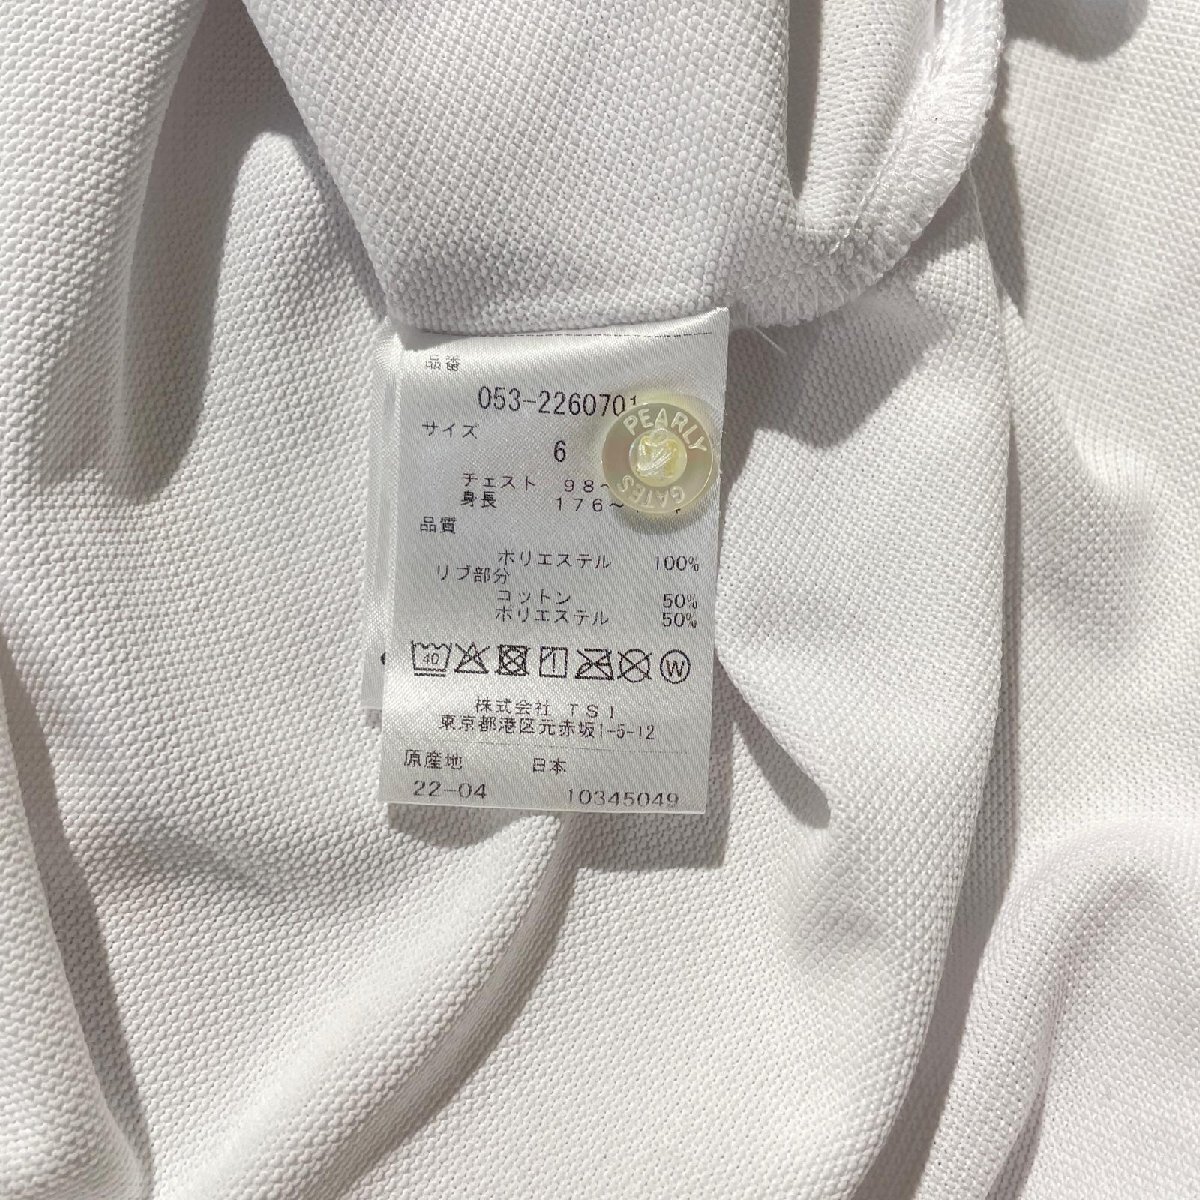 品番
053-2260701
サイズ
6
チェスト 98~
身長 176~
品質
ポリエステル 100%
リブ部分
コットン 50%
ポリエステル 50%
40
W
株式会社 TSI
東京都港区元赤坂1-5-12
原産地 日本
22-04 10345049
PEARLY
GATES